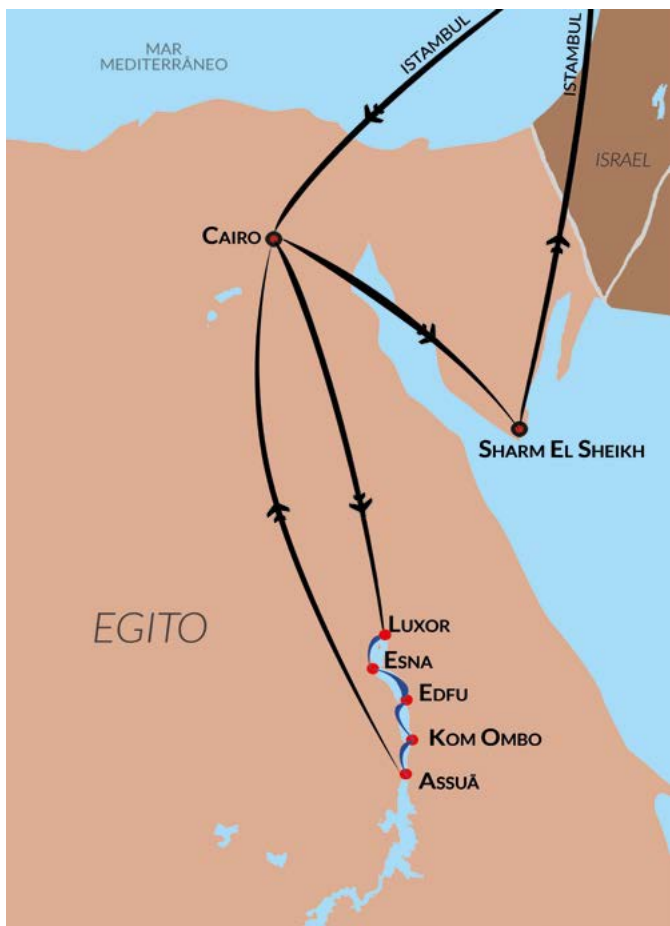 MAR
MEDITERRÂNEO
ISTAMBUL
ISTAMBUL
ISRAEL
CAIRO
SHARM EL SHEIKH
EGITO
LUXOR
ESNA
EDFU
KOM OMBO
ASSUÃ